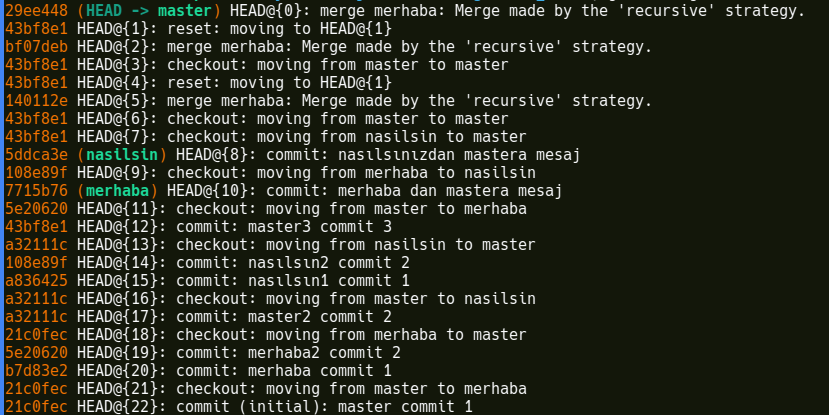 29ee448 (HEAD -> master) HEAD@{0}: merge merhaba: Merge made by the 'recursive' strategy.
43bf8e1 HEAD@{1}: reset: moving to HEAD@{1}
bf07deb HEAD@{2}: merge merhaba: Merge made by the 'recursive' strategy.
43bf8e1 HEAD@{3}: checkout: moving from master to master
43bf8e1 HEAD@{4}: reset: moving to HEAD@{1}
140112e HEAD@{5}: merge merhaba: Merge made by the 'recursive' strategy.
43bf8e1 HEAD@{6}: checkout: moving from master to master
43bf8e1 HEAD@{7}: checkout: moving from nasilsin to master
5ddca3e (nasilsin) HEAD@{8}: commit: nasılsınızdan mastera mesaj
108e89f HEAD@{9}: checkout: moving from merhaba to nasilsin
7715b76 (merhaba) HEAD@{10}: commit: merhaba dan mastera mesaj
5e20620 HEAD@{11}: checkout: moving from master to merhaba
43bf8e1 HEAD@{12}: commit: master3 commit 3
a32111c HEAD@{13}: checkout: moving from nasilsin to master
108e89f HEAD@{14}: commit: nasılsın2 commit 2
a836425 HEAD@{15}: commit: nasılsın1 commit 1
a32111c HEAD@{16}: checkout: moving from master to nasilsin
a32111c HEAD@{17}: commit: master2 commit 2
21c0fec HEAD@{18}: checkout: moving from merhaba to master
5e20620 HEAD@{19}: commit: merhaba2 commit 2
b7d83e2 HEAD@{20}: commit: merhaba commit 1
21c0fec HEAD@{21}: checkout: moving from master to merhaba
21c0fec HEAD@{22}: commit (initial): master commit 1